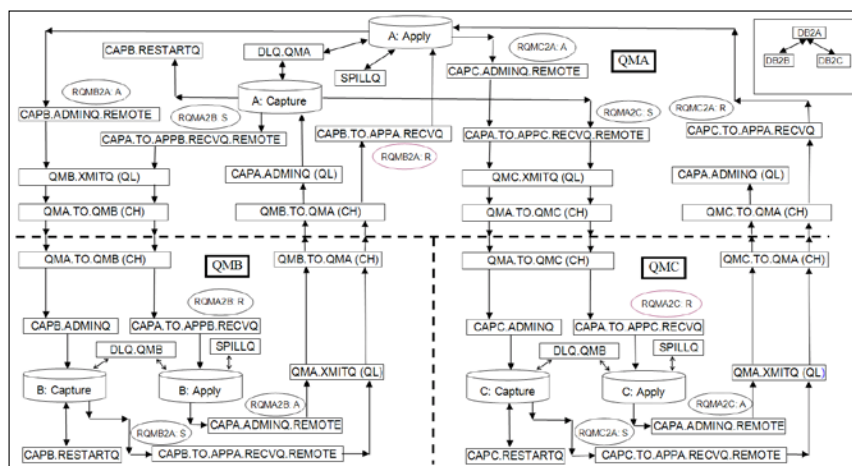 A: Apply
RQMC2A: A
QMA
DB2A
DB2B
DB2C
CAPB.RESTARTQ
DLQ.QMA
SPILLQ
CAPC.ADMINQ.REMOTE
RQMB2A: A
A: Capture
CAPB.ADMINQ.REMOTE
RQMA2B: S
RQMA2C: S
RQMC2A: R
CAPA.TO.APPB.RECVQ.REMOTE
CAPB.TO.APPA.RECVQ
CAPA.TO.APPC.RECVQ.REMOTE
CAPC.TO.APPA.RECVQ
RQMB2A: R
QMB.XMITQ (QL)
CAPA.ADMINQ (QL)
QMC.XMITQ (QL)
CAPA.ADMINQ (QL)
QMA.TO.QMB (CH)
QMB.TO.QMA (CH)
QMA.TO.QMC (CH)
QMC.TO.QMA (CH)
QMA.TO.QMB (CH)
QMB
QMB.TO.QMA (CH)
QMA.TO.QMC (CH)
QMC
QMC.TO.QMA (CH)
RQMA2B: R
RQMA2C: R
CAPB.ADMINQ
CAPA.TO.APPB.RECVQ
CAPC.ADMINQ
CAPA.TO.APPC.RECVQ
DLQ.QMB
SPILLQ
DLQ.QMB
SPILLQ
B: Capture
B: Apply
QMA.XMITQ (QL)
C: Capture
C: Apply
QMA.XMITQ (QL)
RQMA2B: A
RQMA2C: A
CAPA.ADMINQ.REMOTE
CAPA.ADMINQ.REMOTE
RQMB2A: S
RQMC2A: S
CAPB.RESTARTQ
CAPB.TO.APPA.RECVQ.REMOTE
CAPC.RESTARTQ
CAPC.TO.APPA.RECVQ.REMOTE